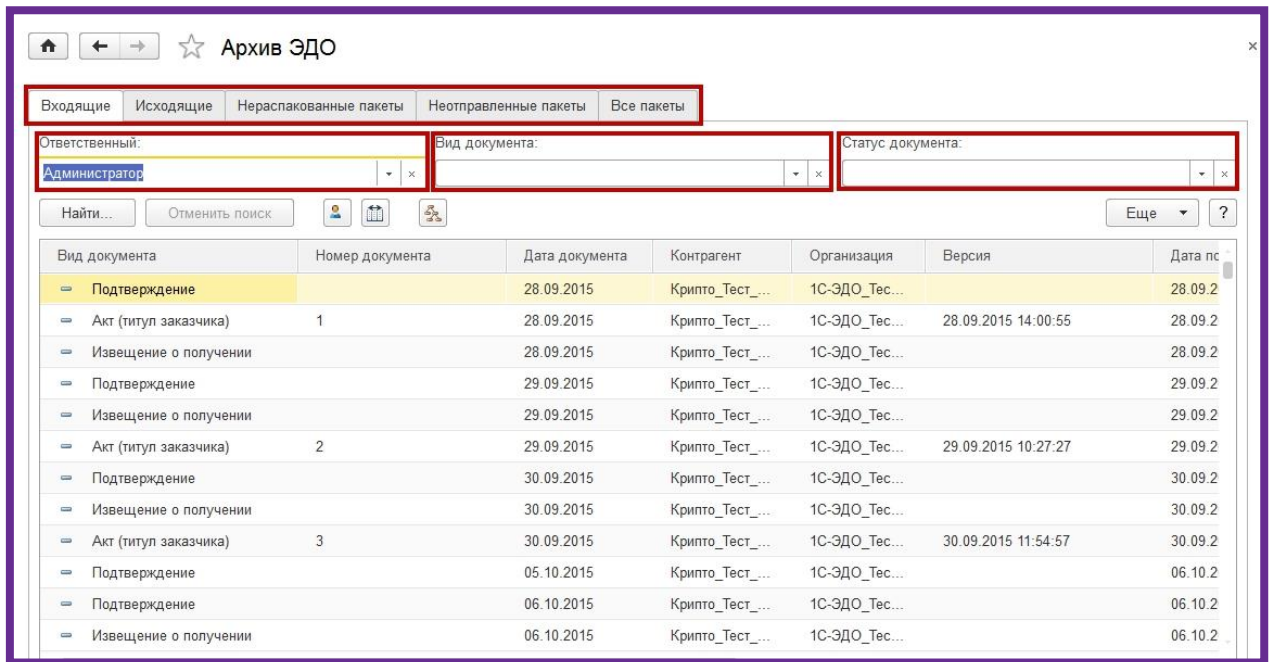 Архив ЭДО
Входящие Исходящие Нераспакованные пакеты Неотправленные пакеты Все пакеты
Ответственный: Вид документа: Статус документа:
Администратор
Найти... Отменить поиск Еще ?
Вид документа Номер документа Дата документа Контрагент Организация Версия Дата по
Подтверждение 28.09.2015 Крипто_Тест_... 1С-ЭДО_Тес... 28.09.2
Акт (титул заказчика) 1 28.09.2015 Крипто_Тест_... 1С-ЭДО_Тес... 28.09.2015 14:00:55 28.09.2
Извещение о получении 28.09.2015 Крипто_Тест_... 1С-ЭДО_Тес... 28.09.2
Подтверждение 29.09.2015 Крипто_Тест_... 1С-ЭДО_Тес... 29.09.2
Извещение о получении 29.09.2015 Крипто_Тест_... 1С-ЭДО_Тес... 29.09.2
Акт (титул заказчика) 2 29.09.2015 Крипто_Тест_... 1С-ЭДО_Тес... 29.09.2015 10:27:27 29.09.2
Подтверждение 30.09.2015 Крипто_Тест_... 1С-ЭДО_Тес... 30.09.2
Извещение о получении 30.09.2015 Крипто_Тест_... 1С-ЭДО_Тес... 30.09.2
Акт (титул заказчика) 3 30.09.2015 Крипто_Тест_... 1С-ЭДО_Тес... 30.09.2015 11:54:57 30.09.2
Подтверждение 05.10.2015 Крипто_Тест_... 1С-ЭДО_Тес... 06.10.2
Подтверждение 06.10.2015 Крипто_Тест_... 1С-ЭДО_Тес... 06.10.2
Извещение о получении 06.10.2015 Крипто_Тест_... 1С-ЭДО_Тес... 06.10.2